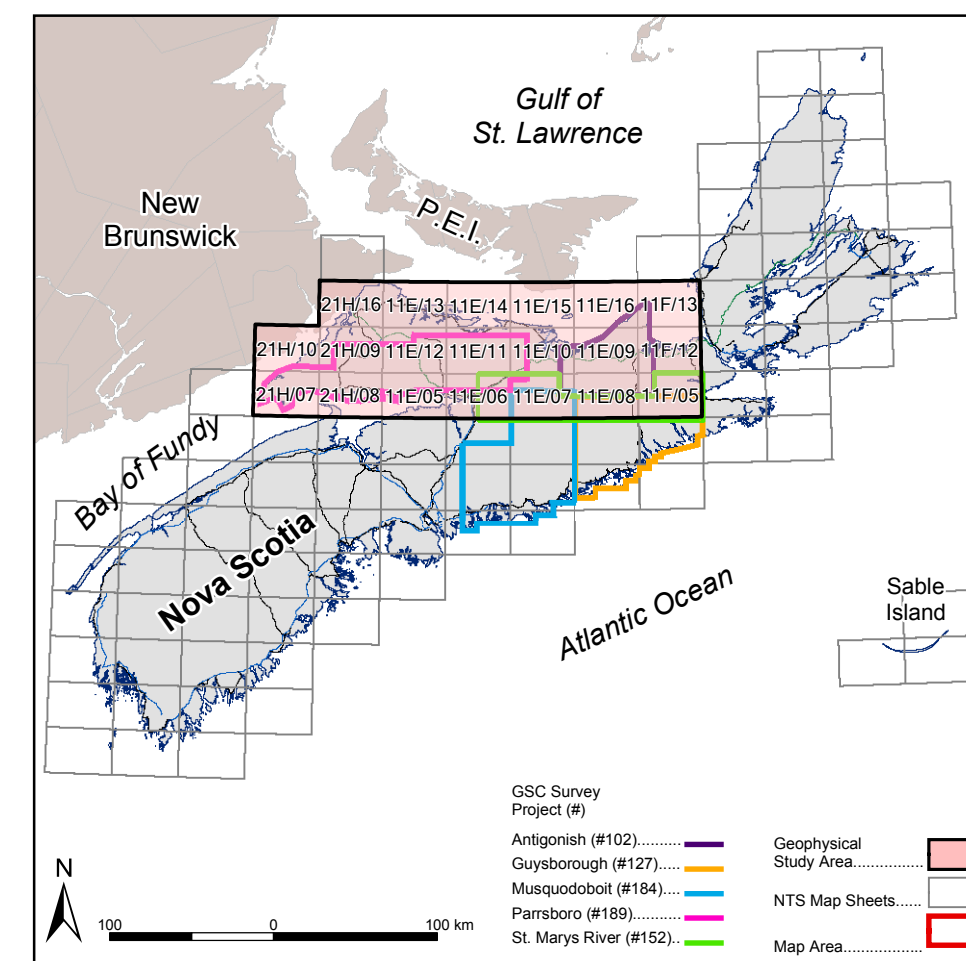 Gulf of
St. Lawrence
New
Brunswick
P.E.I.
21H/16 11E/13 11E/14 11E/15 11E/16 11F/13
21H/10 21H/09 11E/12 11E/11 11E/10 11E/09 11F/12
21H/07 21H/08 11E/05 11E/06 11E/07 11E/08 11F/05
Bay of Fundy
Nova Scotia
Atlantic Ocean
Sable
Island
GSC Survey
Project (#)
Antigonish (#102)..........
Guysborough (#127)....
Musquodoboit (#184)...
Parrsboro (#189)...........
St. Marys River (#152)..
Geophysical
Study Area................
NTS Map Sheets......
Map Area..................
N
100 0 100 km